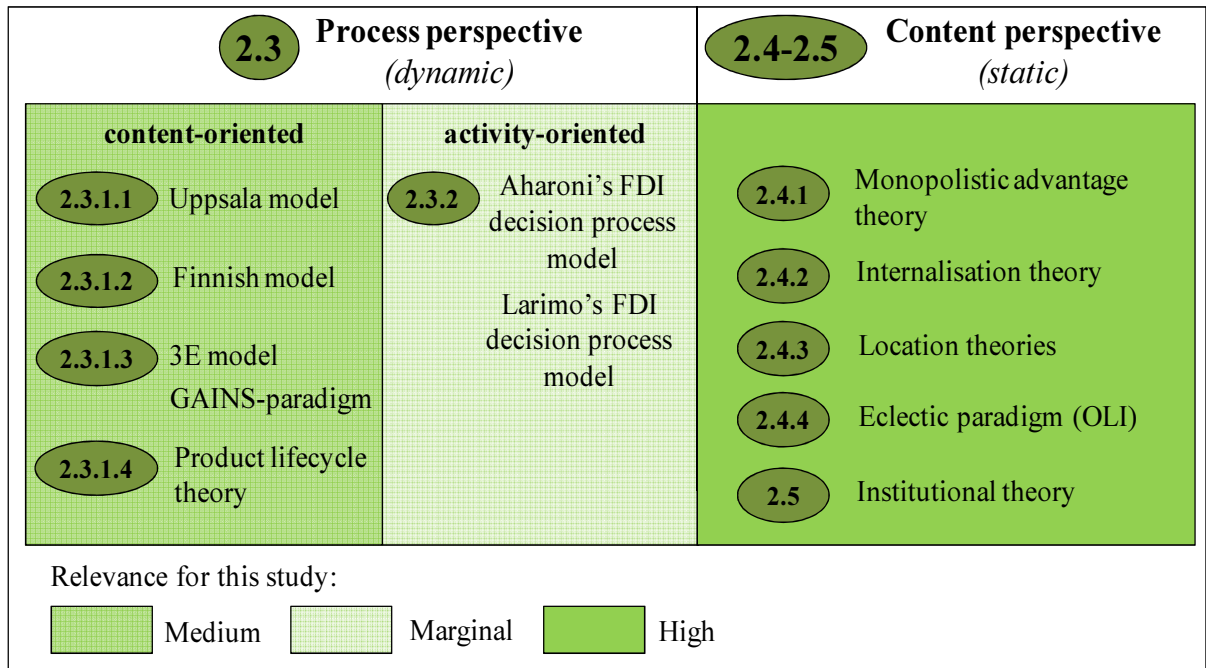 2.3 Process perspective
(dynamic)
2.4-2.5 Content perspective
(static)
content-oriented
2.3.1.1 Uppsala model
2.3.1.2 Finnish model
2.3.1.3 3E model
GAINS-paradigm
2.3.1.4 Product lifecycle
theory
activity-oriented
2.3.2 Aharoni's FDI
decision process
model
Larimo's FDI
decision process
model
2.4.1 Monopolistic advantage
theory
2.4.2 Internalisation theory
2.4.3 Location theories
2.4.4 Eclectic paradigm (OLI)
2.5 Institutional theory
Relevance for this study:
Medium
Marginal
High